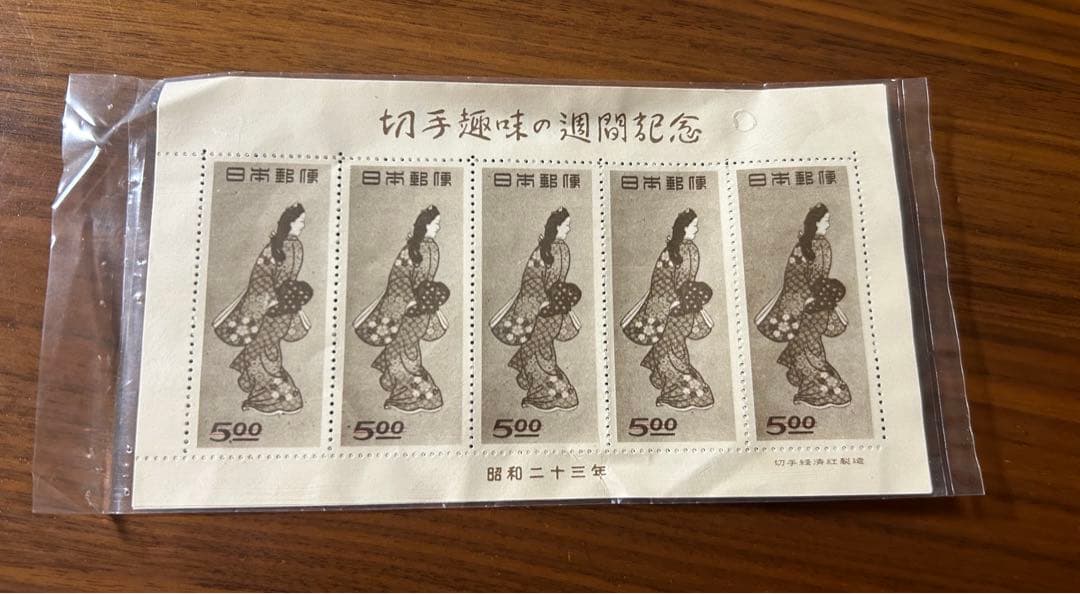 切手趣味の週間記念
日本郵便 日本郵便 日本郵便 日本郵便 日本郵便
5.00 5.00 5.00 5.00 5.00
昭和二十三年
切手経済社製造